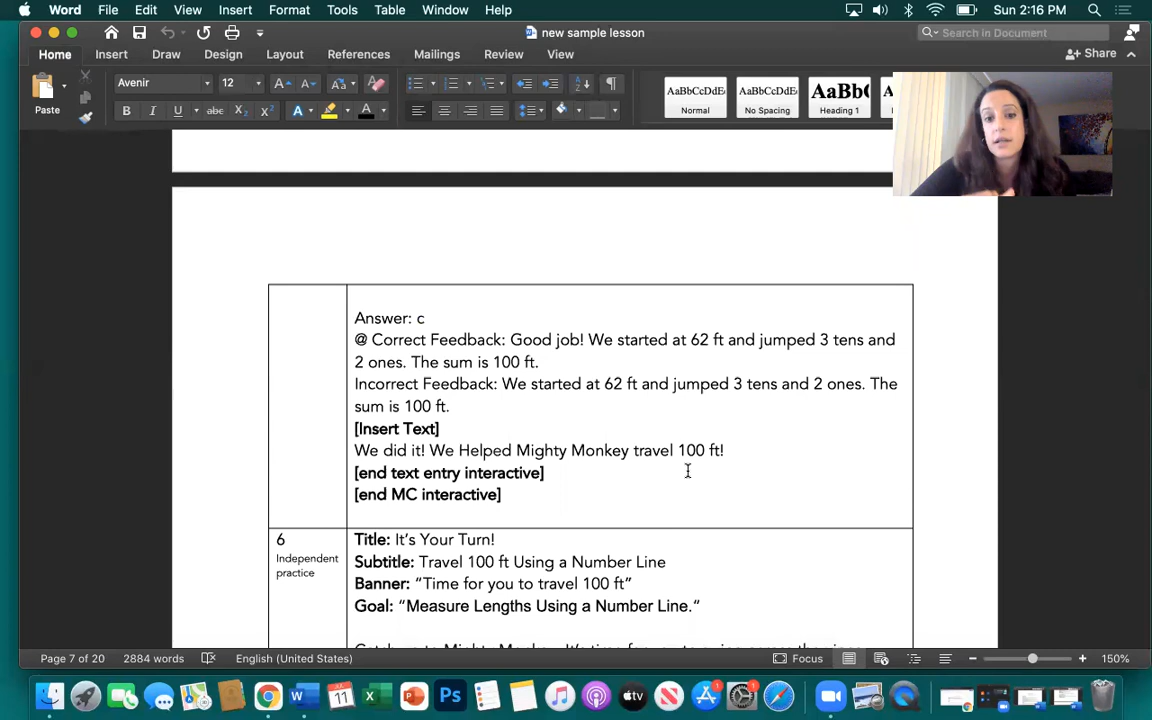 Word File Edit View Insert Format Tools Table Window Help Sun 2:16 PM
new sample lesson
Search in Document
Home Insert Draw Design Layout References Mailings Review View
Share
Paste
Avenir 12
AaBbCcDdEe AaBbCcDdEe AaBb(
Normal No Spacing Heading 1
Answer: c
@ Correct Feedback: Good job! We started at 62 ft and jumped 3 tens and
2 ones. The sum is 100 ft.
Incorrect Feedback: We started at 62 ft and jumped 3 tens and 2 ones. The
sum is 100 ft.
[Insert Text]
We did it! We Helped Mighty Monkey travel 100 ft!
[end text entry interactive]
[end MC interactive]
6
Independent
practice
Title: It's Your Turn!
Subtitle: Travel 100 ft Using a Number Line
Banner: "Time for you to travel 100 ft"
Goal: "Measure Lengths Using a Number Line."
Page 7 of 20 2884 words English (United States) Focus 150%